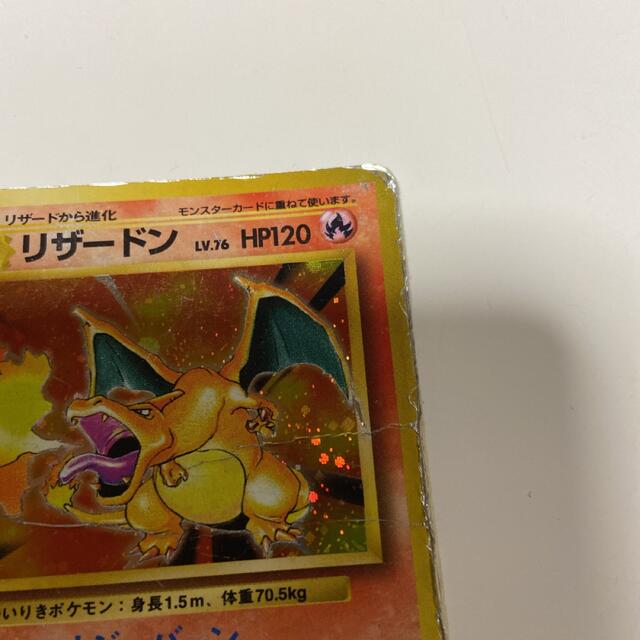 リザードから進化
モンスターカードに重ねて使います。
リザードン LV.76 HP120
いりきポケモン：身長1.5m、体重70.5kg